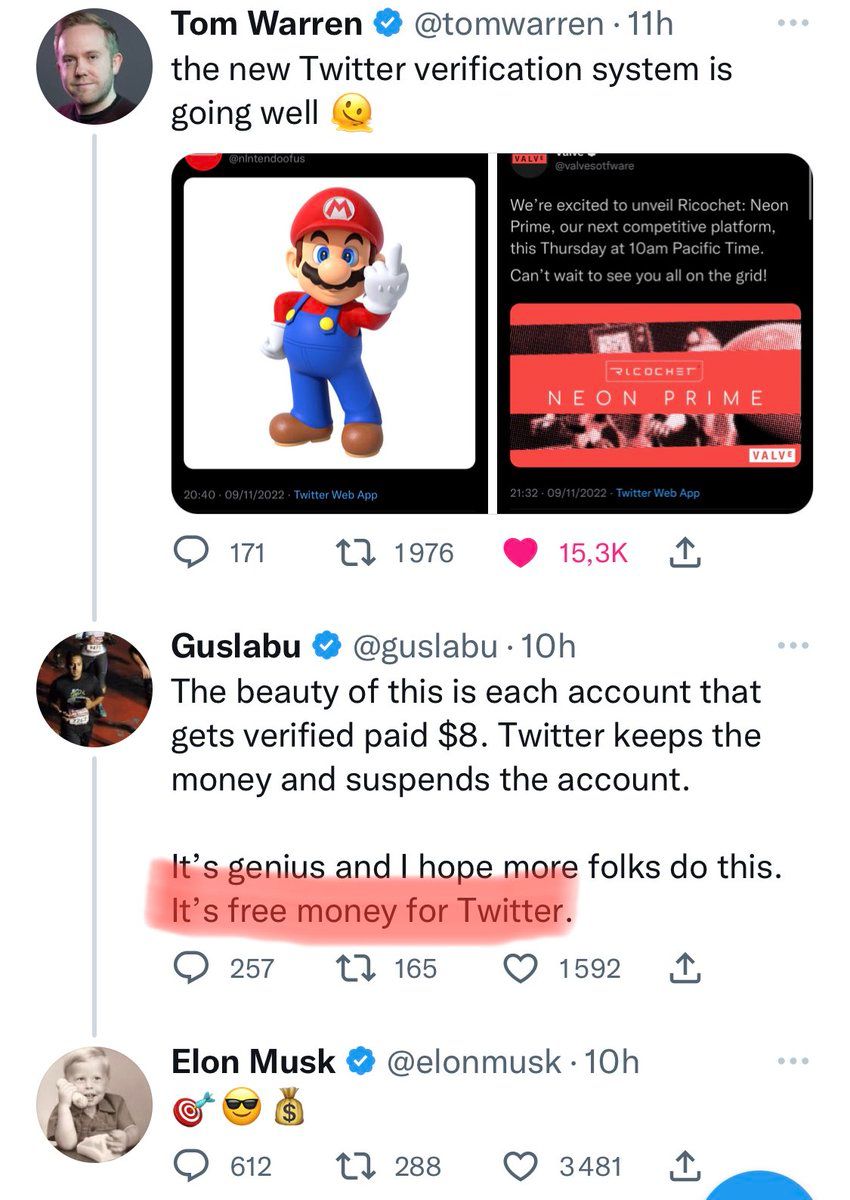 Tom Warren @tomwarren · 11h
the new Twitter verification system is
going well 🫠
@nIntendoofus
M
20:40 · 09/11/2022 · Twitter Web App
VALVE
@valvesotfware
We're excited to unveil Ricochet: Neon
Prime, our next competitive platform,
this Thursday at 10am Pacific Time.
Can't wait to see you all on the grid!
RICOCHET
NEON PRIME
VALVE
21:32 · 09/11/2022 · Twitter Web App
171 1976 15,3K
Guslabu @guslabu · 10h
The beauty of this is each account that
gets verified paid $8. Twitter keeps the
money and suspends the account.
It's genius and I hope more folks do this.
It's free money for Twitter.
257 165 1592
Elon Musk @elonmusk · 10h
🎯 😎 💰
612 288 3481